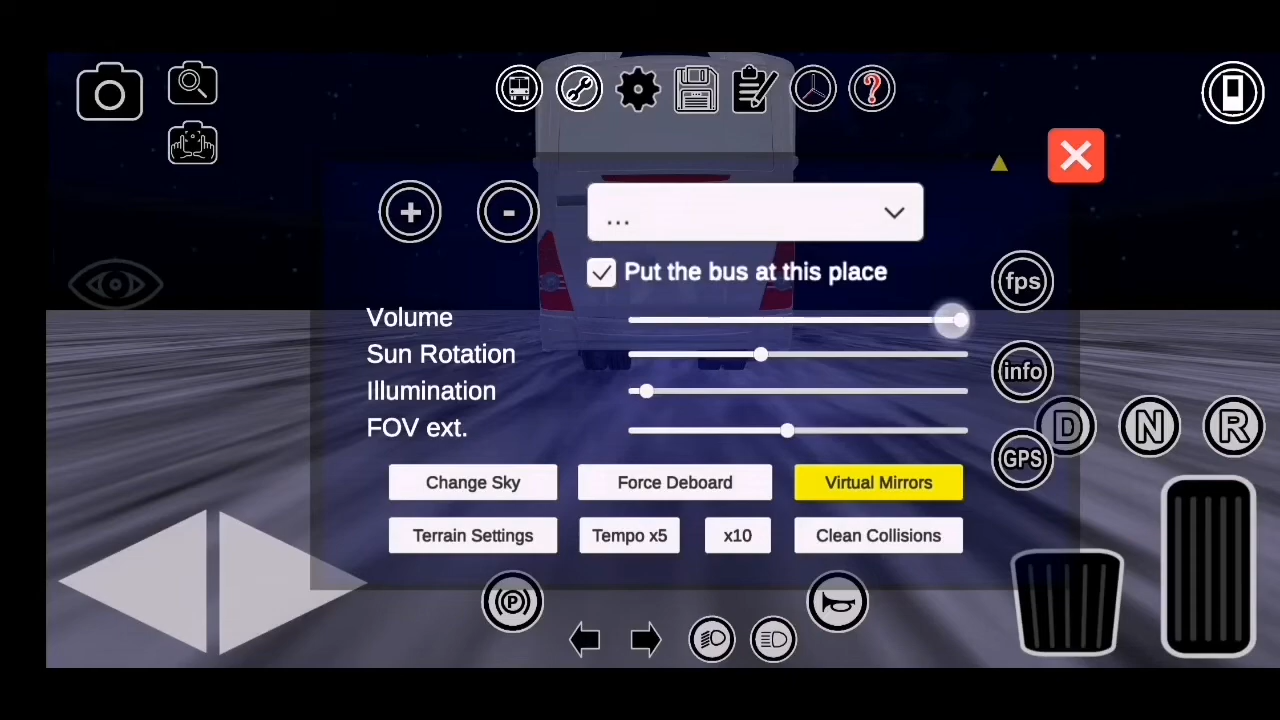 +
-
...
Put the bus at this place
fps
Volume
Sun Rotation
info
Illumination
FOV ext.
D
N
R
GPS
Change Sky
Force Deboard
Virtual Mirrors
Terrain Settings
Tempo x5
x10
Clean Collisions
P